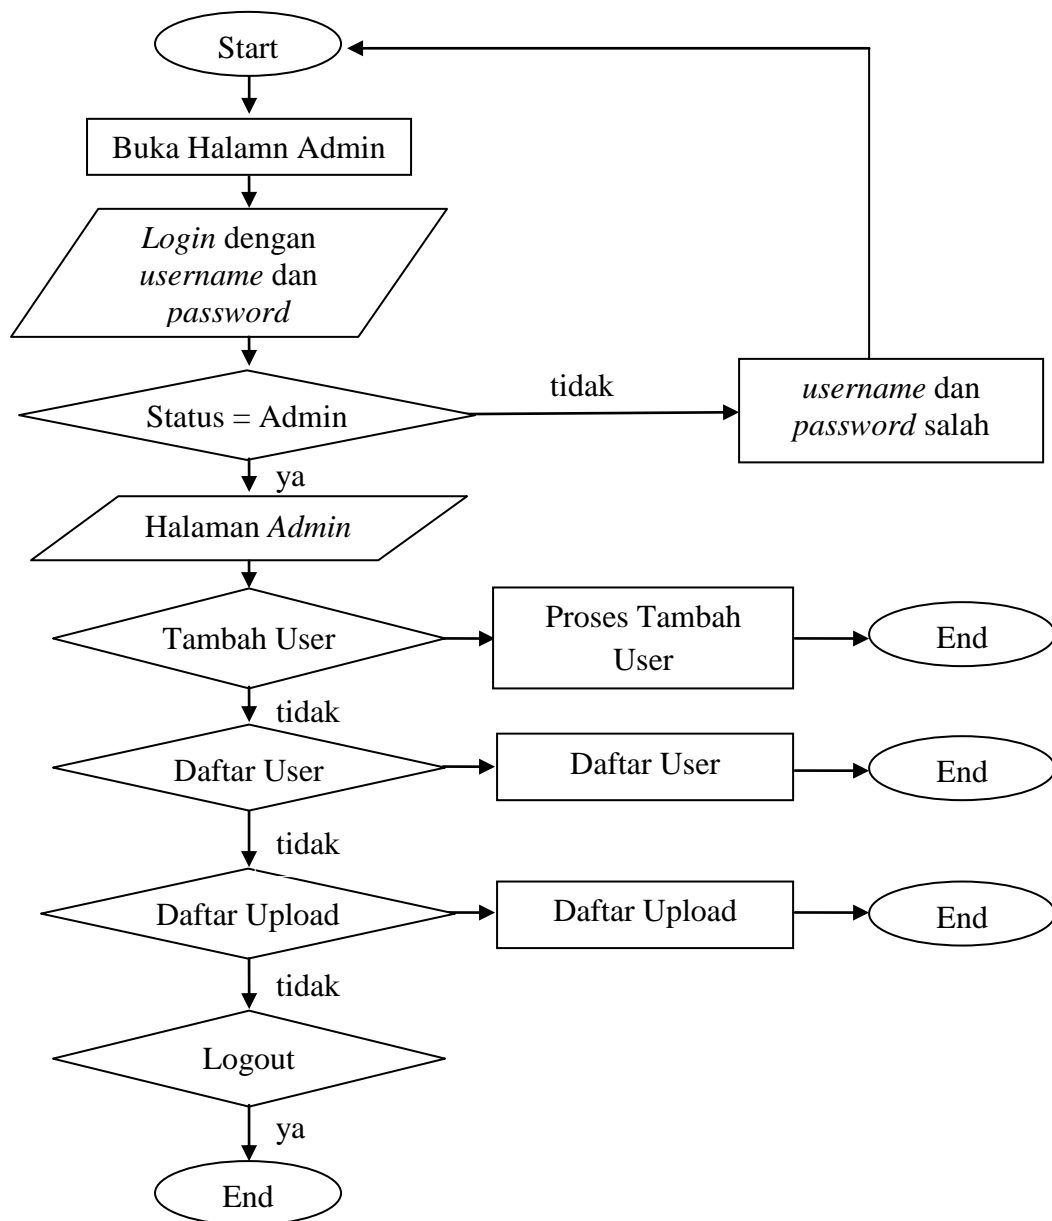 Start
Buka Halamn Admin
Login dengan
username dan
password
Status = Admin
tidak
username dan
password salah
ya
Halaman Admin
Tambah User
Proses Tambah
User
End
tidak
Daftar User
Daftar User
End
tidak
Daftar Upload
Daftar Upload
End
tidak
Logout
ya
End